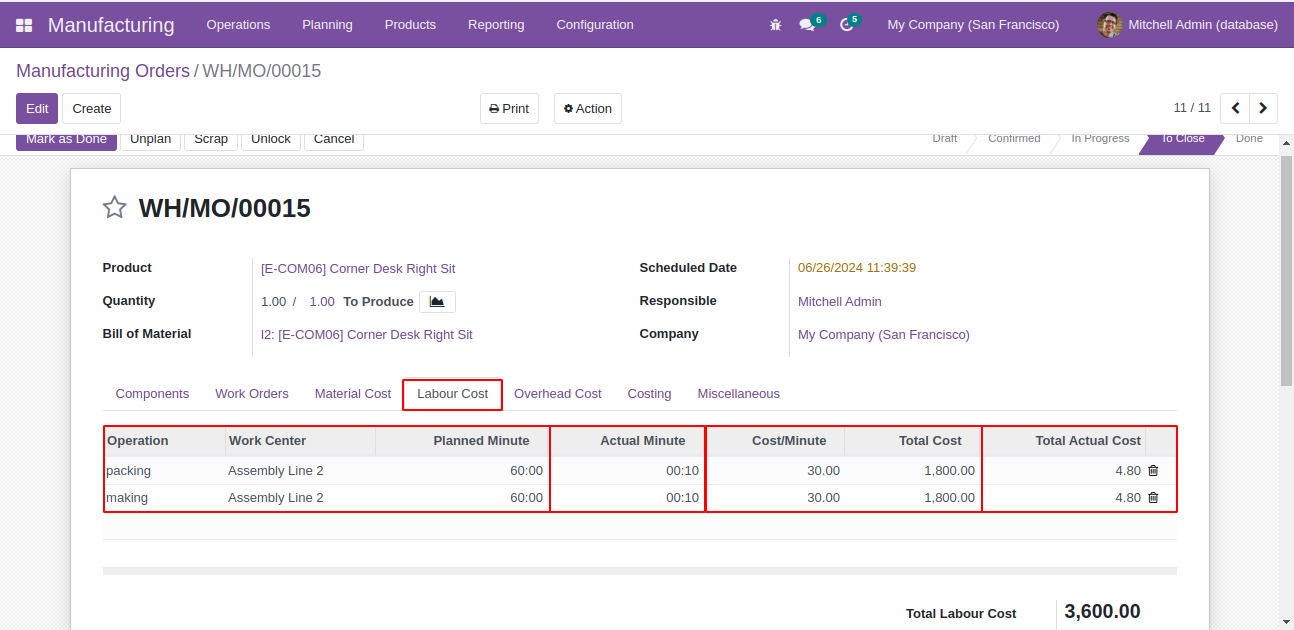 Manufacturing Operations Planning Products Reporting Configuration 6 5 My Company (San Francisco) Mitchell Admin (database)
Manufacturing Orders / WH/MO/00015
Edit Create Print Action 11 / 11
Mark as Done Unplan Scrap Unlock Cancel Draft Confirmed In Progress To Close Done
WH/MO/00015
Product [E-COM06] Corner Desk Right Sit Scheduled Date 06/26/2024 11:39:39
Quantity 1.00 / 1.00 To Produce Responsible Mitchell Admin
Bill of Material l2: [E-COM06] Corner Desk Right Sit Company My Company (San Francisco)
Components Work Orders Material Cost Labour Cost Overhead Cost Costing Miscellaneous
Operation Work Center Planned Minute Actual Minute Cost/Minute Total Cost Total Actual Cost
packing Assembly Line 2 60:00 00:10 30.00 1,800.00 4.80
making Assembly Line 2 60:00 00:10 30.00 1,800.00 4.80
Total Labour Cost 3,600.00